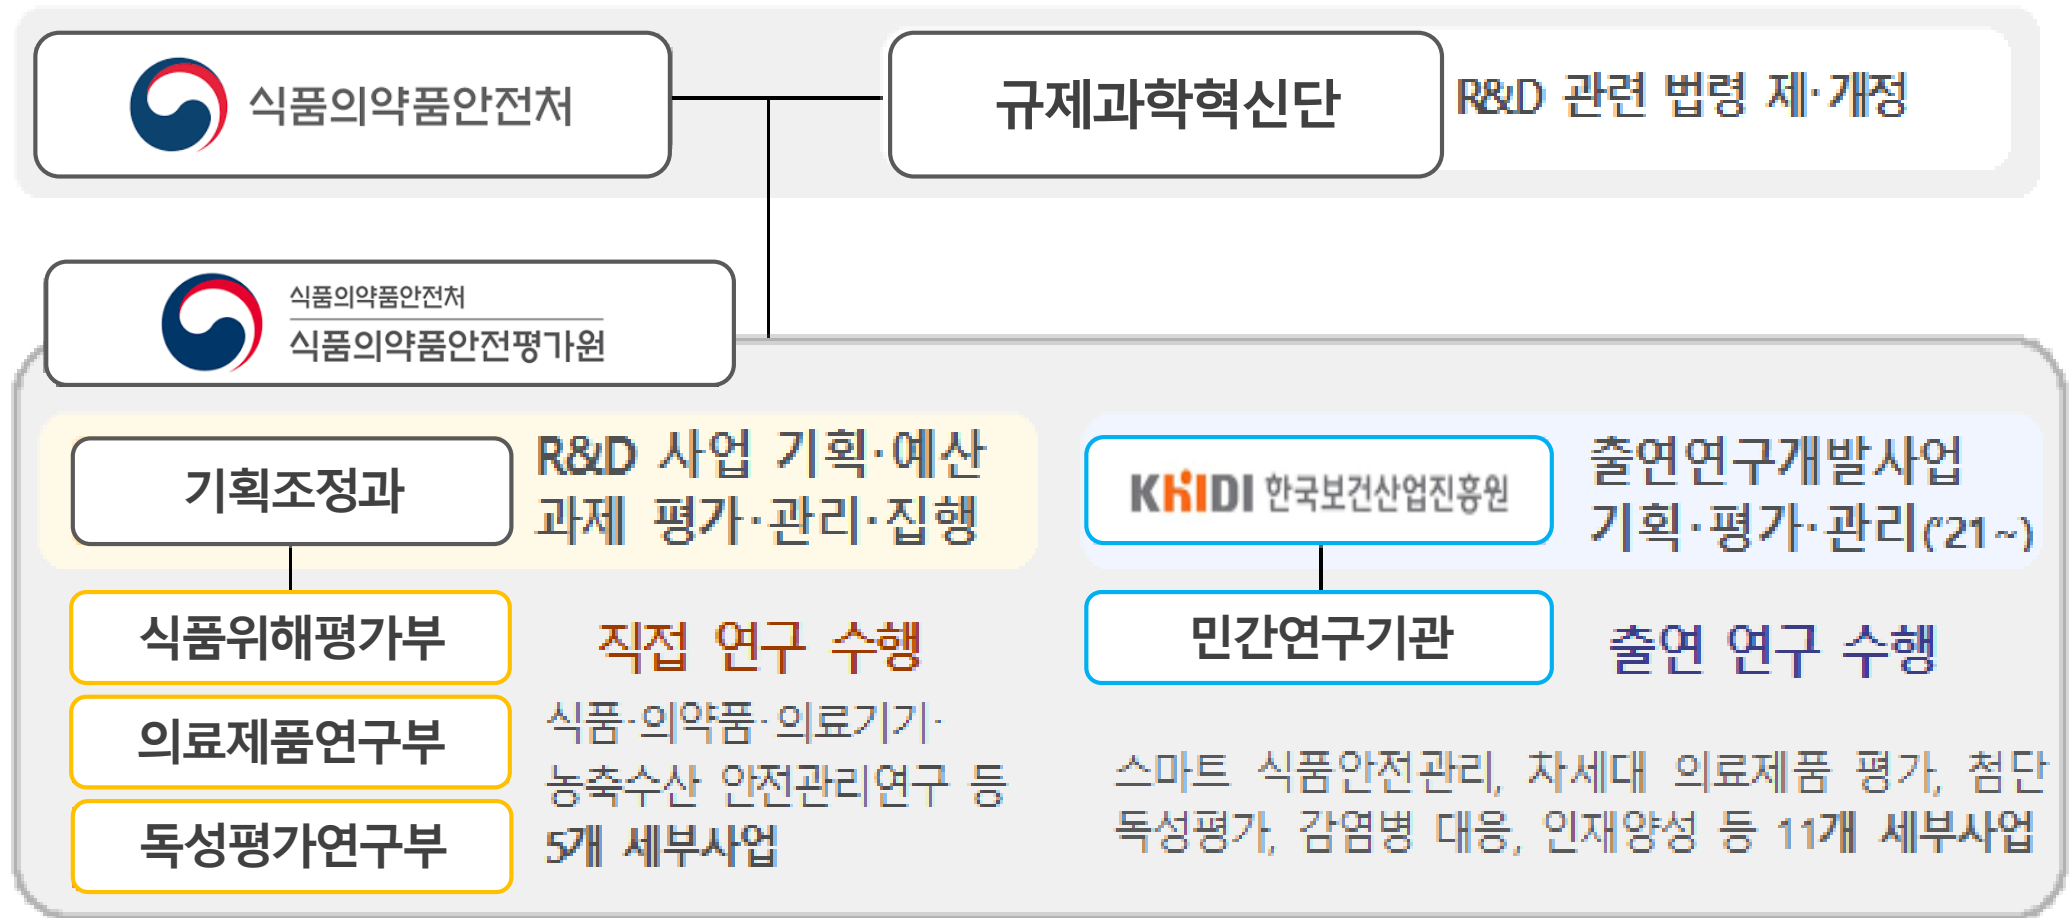 식품의약품안전처
규제과학혁신단
R&D 관련 법령 제·개정
식품의약품안전처
식품의약품안전평가원
기획조정과
R&D 사업 기획·예산
과제 평가·관리·집행
식품위해평가부
의료제품연구부
독성평가연구부
직접 연구 수행
식품·의약품·의료기기·
농축수산 안전관리연구 등
5개 세부사업
KHIDI 한국보건산업진흥원
출연연구개발사업
기획·평가·관리('21~)
민간연구기관
출연 연구 수행
스마트 식품안전관리, 차세대 의료제품 평가, 첨단
독성평가, 감염병 대응, 인재양성 등 11개 세부사업